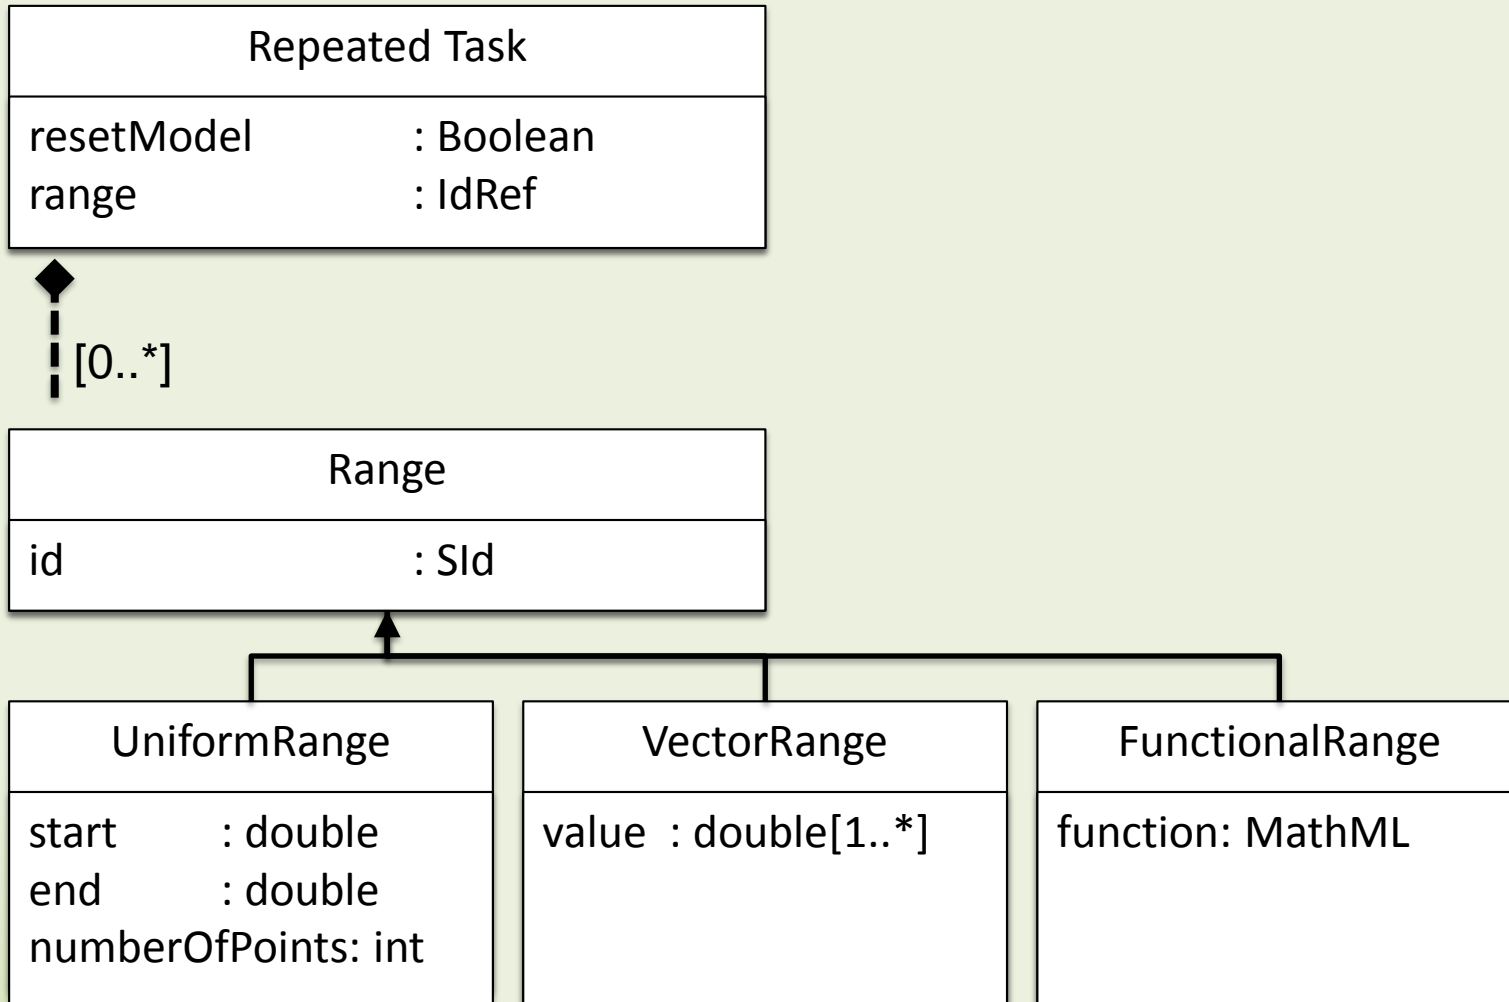 Repeated Task
resetModel : Boolean
range : IdRef
[0..*]
Range
id : SId
UniformRange
start : double
end : double
numberOfPoints: int
VectorRange
value : double[1..*]
FunctionalRange
function: MathML